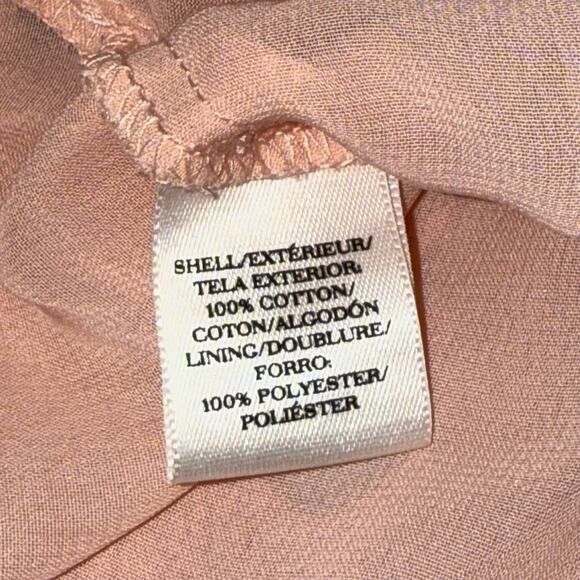 SHELL/EXTÉRIEUR/
TELA EXTERIOR:
100% COTTON/
COTON/ALGODÓN
LINING/DOUBLURE/
FORRO:
100% POLYESTER/
POLIÉSTER